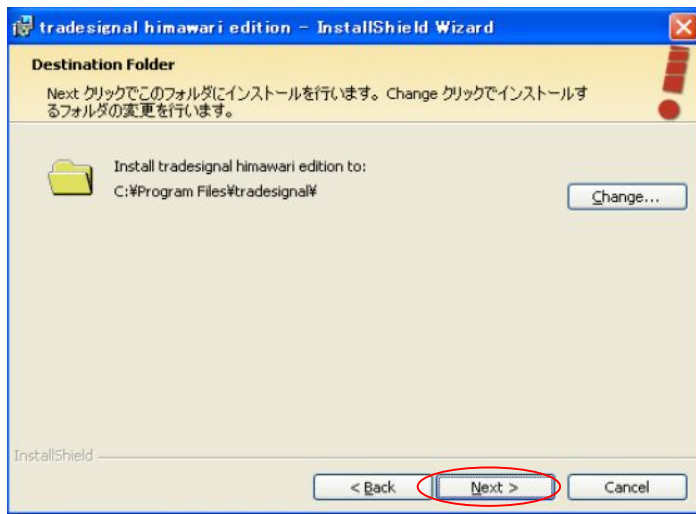 tradesignal himawari edition - InstallShield Wizard
Destination Folder
Next クリックでこのフォルダにインストールを行います。Change クリックでインストールす
るフォルダの変更を行います。
Install tradesignal himawari edition to:
C:¥Program Files¥tradesignal¥
Change...
InstallShield
< Back
Next >
Cancel